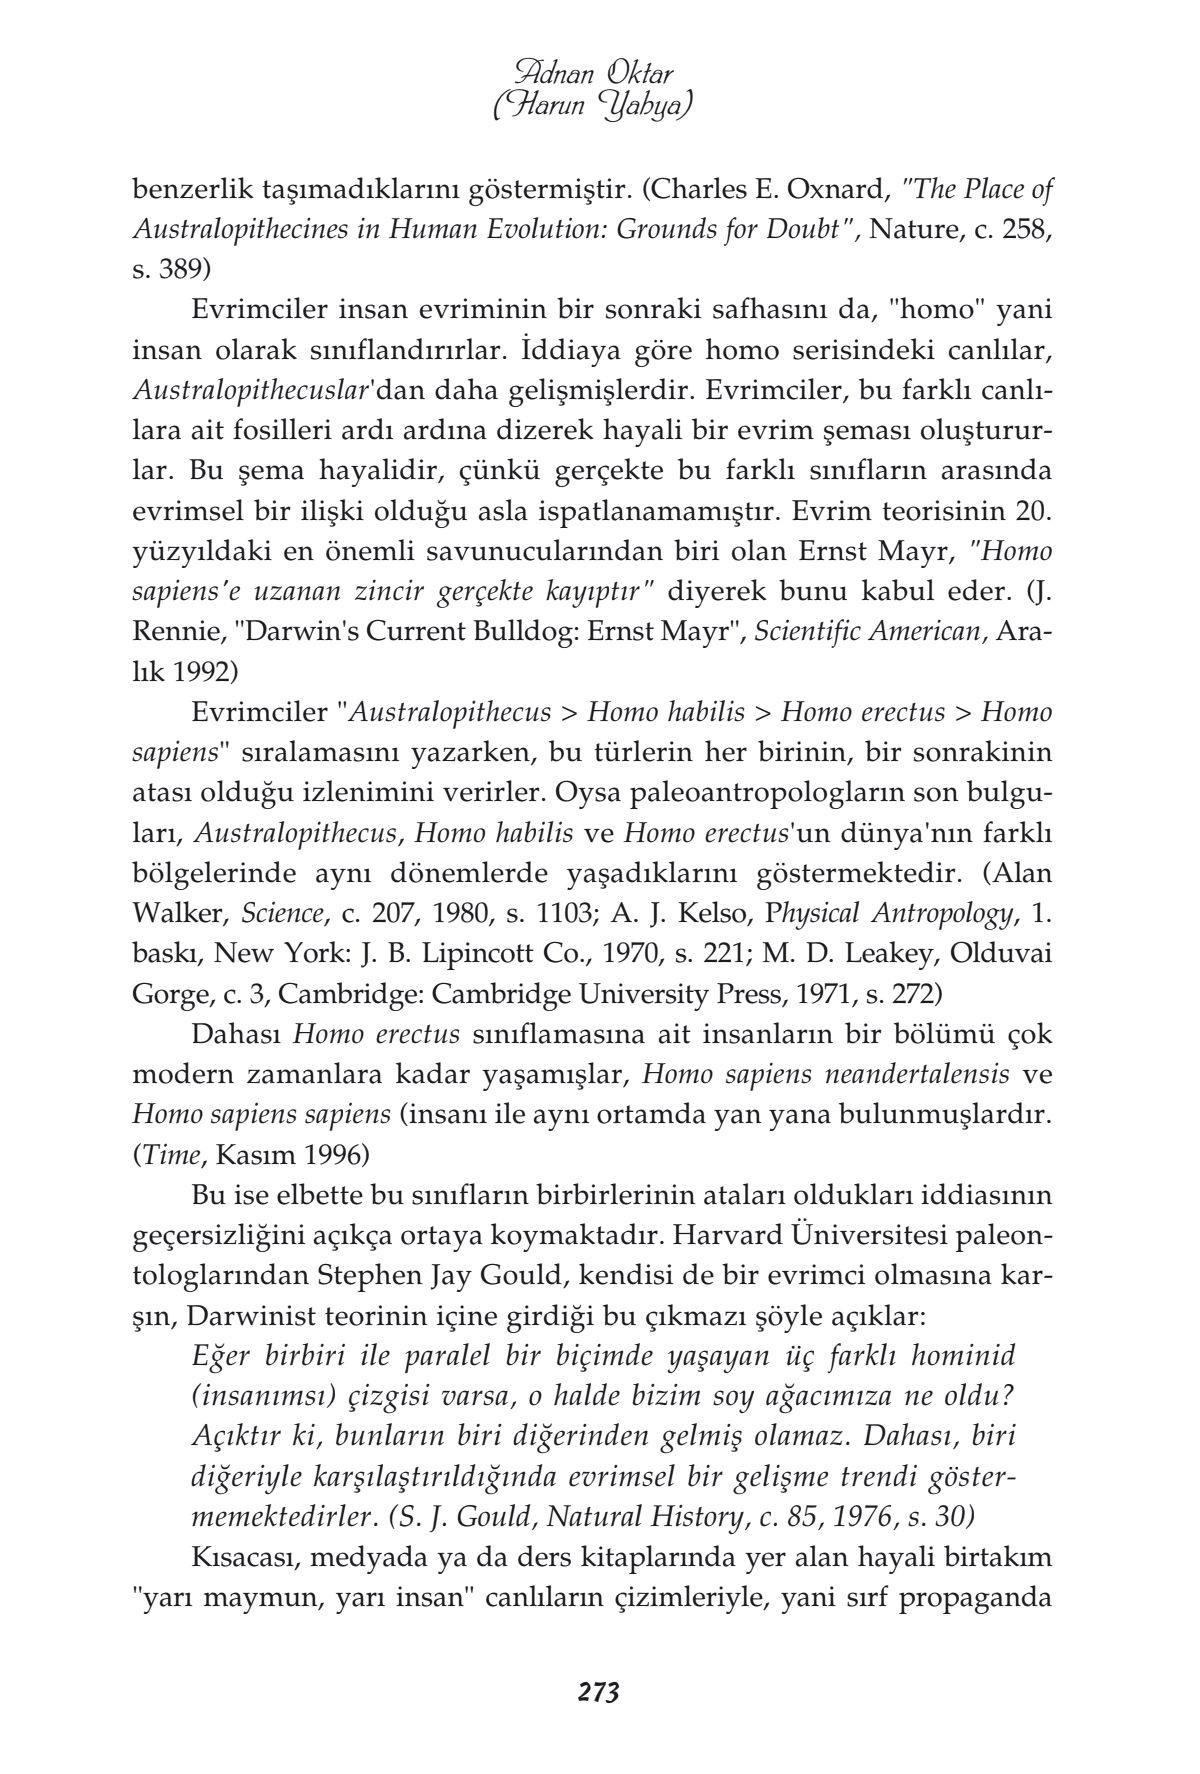 Adnan Oktar
(Harun Yahya)
benzerlik taşımadıklarını göstermiştir. (Charles E. Oxnard, "The Place of
Australopithecines in Human Evolution: Grounds for Doubt", Nature, c. 258,
s. 389)
Evrimciler insan evriminin bir sonraki safhasını da, "homo" yani
insan olarak sınıflandırırlar. İddiaya göre homo serisindeki canlılar,
Australopithecuslar'dan daha gelişmişlerdir. Evrimciler, bu farklı canlı-
lara ait fosilleri ardı ardına dizerek hayali bir evrim şeması oluşturur-
lar. Bu şema hayalidir, çünkü gerçekte bu farklı sınıfların arasında
evrimsel bir ilişki olduğu asla ispatlanamamıştır. Evrim teorisinin 20.
yüzyıldaki en önemli savunucularından biri olan Ernst Mayr, "Homo
sapiens'e uzanan zincir gerçekte kayıptır" diyerek bunu kabul eder. (J.
Rennie, "Darwin's Current Bulldog: Ernst Mayr", Scientific American, Ara-
lık 1992)
Evrimciler "Australopithecus > Homo habilis > Homo erectus > Homo
sapiens" sıralamasını yazarken, bu türlerin her birinin, bir sonrakinin
atası olduğu izlenimini verirler. Oysa paleoantropologların son bulgu-
ları, Australopithecus, Homo habilis ve Homo erectus'un dünya'nın farklı
bölgelerinde aynı dönemlerde yaşadıklarını göstermektedir. (Alan
Walker, Science, c. 207, 1980, s. 1103; A. J. Kelso, Physical Antropology, 1.
baskı, New York: J. B. Lipincott Co., 1970, s. 221; M. D. Leakey, Olduvai
Gorge, c. 3, Cambridge: Cambridge University Press, 1971, s. 272)
Dahası Homo erectus sınıflamasına ait insanların bir bölümü çok
modern zamanlara kadar yaşamışlar, Homo sapiens neandertalensis ve
Homo sapiens sapiens (insanı ile aynı ortamda yan yana bulunmuşlardır.
(Time, Kasım 1996)
Bu ise elbette bu sınıfların birbirlerinin ataları oldukları iddiasının
geçersizliğini açıkça ortaya koymaktadır. Harvard Üniversitesi paleon-
tologlarından Stephen Jay Gould, kendisi de bir evrimci olmasına kar-
şın, Darwinist teorinin içine girdiği bu çıkmazı şöyle açıklar:
Eğer birbiri ile paralel bir biçimde yaşayan üç farklı hominid
(insanımsı) çizgisi varsa, o halde bizim soy ağacımıza ne oldu?
Açıktır ki, bunların biri diğerinden gelmiş olamaz. Dahası, biri
diğeriyle karşılaştırıldığında evrimsel bir gelişme trendi göster-
memektedirler. (S. J. Gould, Natural History, c. 85, 1976, s. 30)
Kısacası, medyada ya da ders kitaplarında yer alan hayali birtakım
"yarı maymun, yarı insan" canlıların çizimleriyle, yani sırf propaganda
273